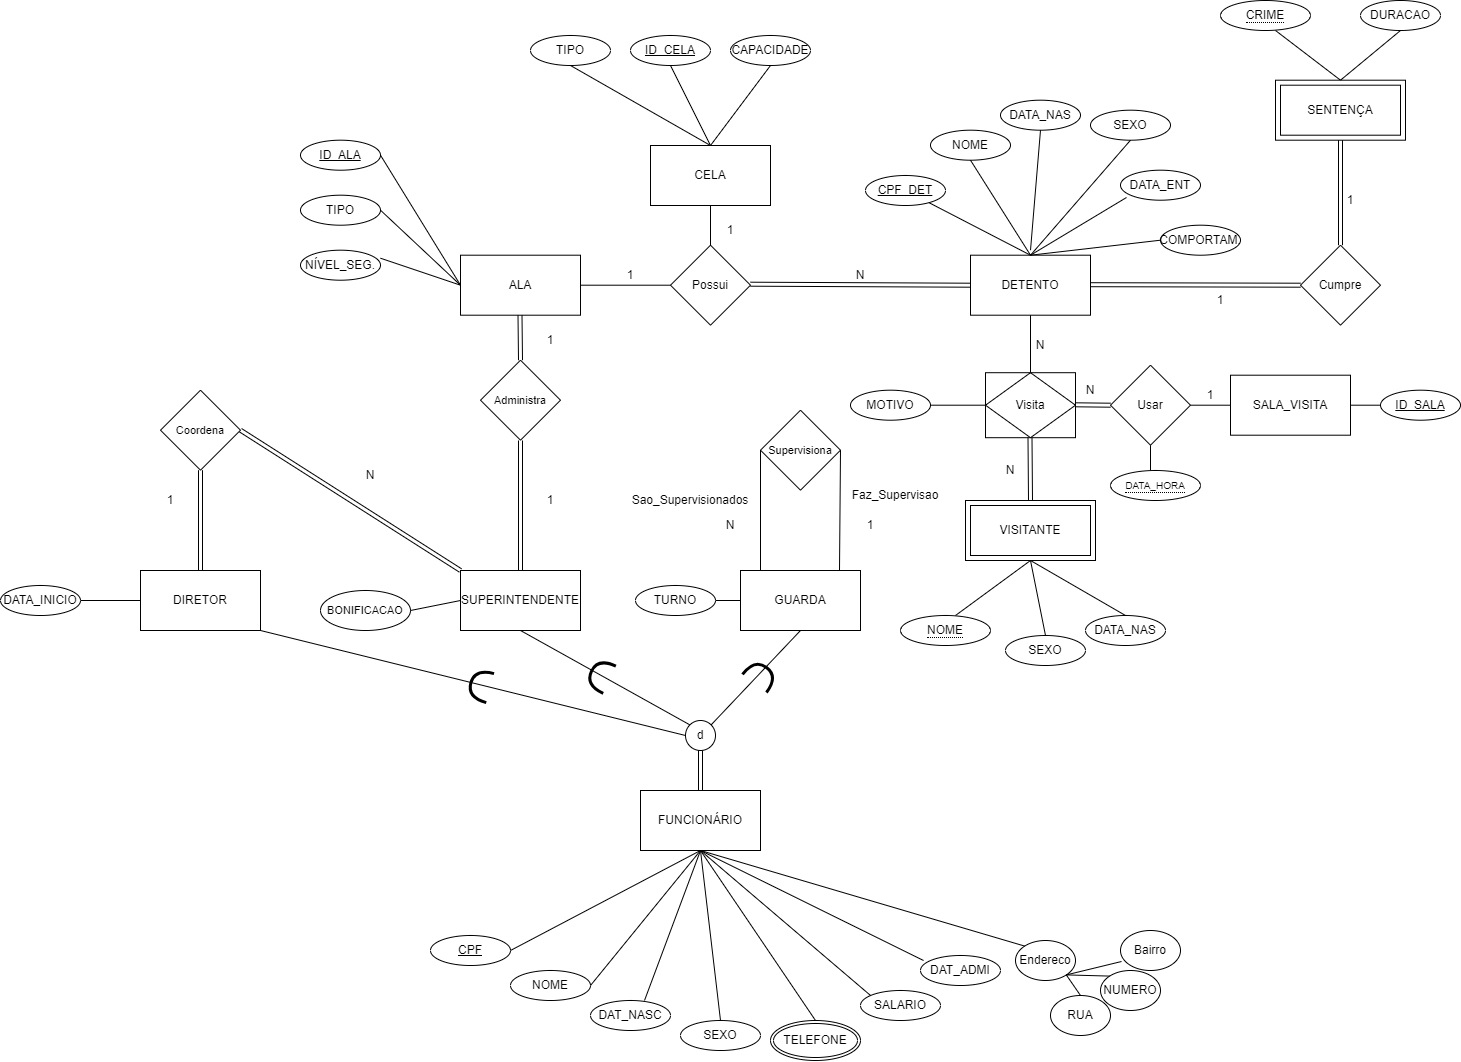 CRIME
DURACAO
TIPO
ID_CELA
CAPACIDADE
SENTENÇA
DATA_NAS
SEXO
NOME
ID_ALA
CELA
CPF_DET
DATA_ENT
TIPO
1
1
COMPORTAM
NÍVEL_SEG.
ALA
1
Possui
N
DETENTO
1
Cumpre
1
N
Administra
Coordena
MOTIVO
Visita
N
Usar
1
SALA_VISITA
ID_SALA
Supervisiona
N
N
DATA_HORA
1
1
Sao_Supervisionados
Faz_Supervisao
N
1
VISITANTE
DATA_INICIO
DIRETOR
BONIFICACAO
SUPERINTENDENTE
TURNO
GUARDA
NOME
SEXO
DATA_NAS
d
FUNCIONÁRIO
CPF
NOME
DAT_NASC
SEXO
TELEFONE
SALARIO
DAT_ADMI
Endereco
Bairro
NUMERO
RUA